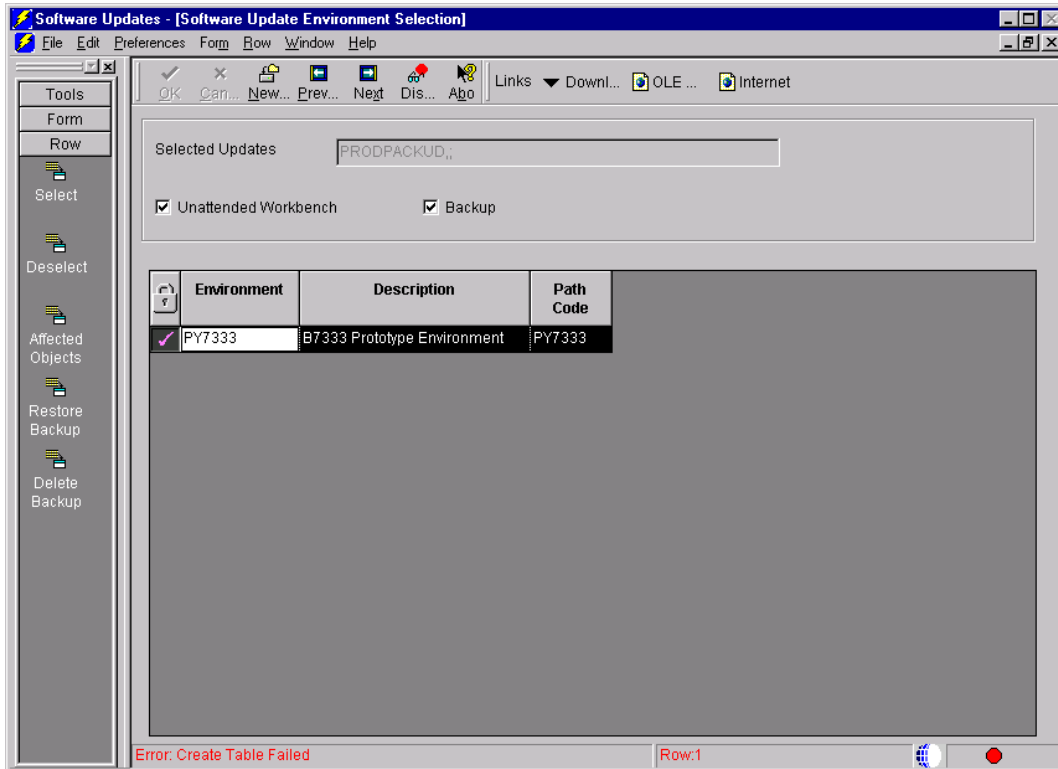 Software Updates - [Software Update Environment Selection]
File Edit Preferences Form Row Window Help
OK Can... New... Prev... Next Dis... Abo Links Downl... OLE ... Internet
Tools
Form
Row
Select
Deselect
Affected
Objects
Restore
Backup
Delete
Backup
Selected Updates PRODPACKUD,;
Unattended Workbench Backup
Environment Description Path
Code
PY7333 B7333 Prototype Environment PY7333
Error: Create Table Failed Row:1